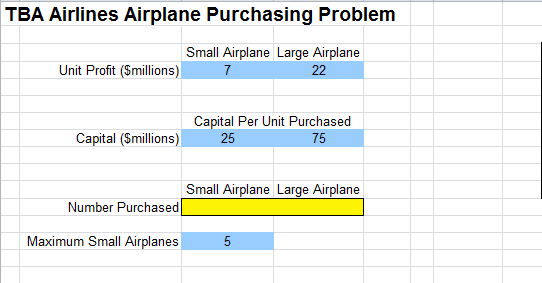 TBA Airlines Airplane Purchasing Problem
Small Airplane Large Airplane
Unit Profit ($millions) 7 22
Capital Per Unit Purchased
Capital ($millions) 25 75
Small Airplane Large Airplane
Number Purchased
Maximum Small Airplanes 5